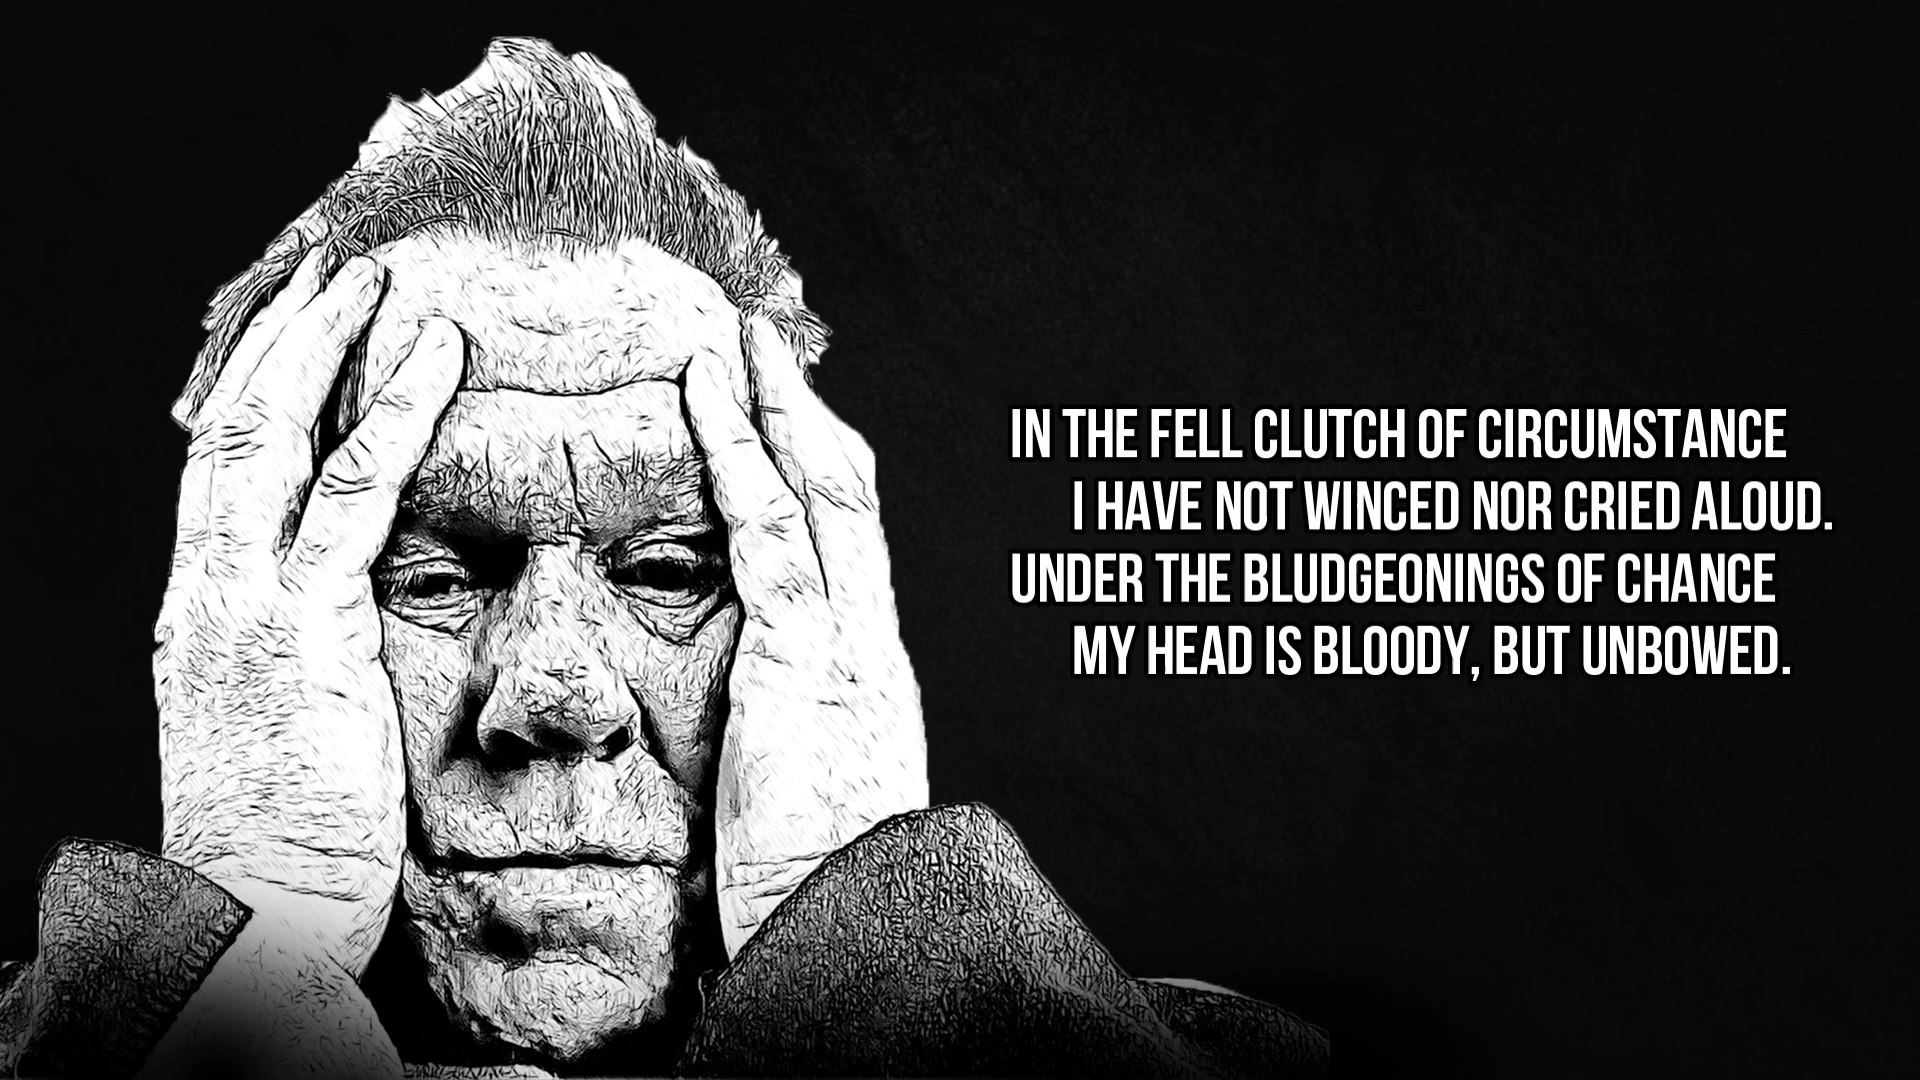 IN THE FELL CLUTCH OF CIRCUMSTANCE
I HAVE NOT WINCED NOR CRIED ALOUD.
UNDER THE BLUDGEONINGS OF CHANCE
MY HEAD IS BLOODY, BUT UNBOWED.